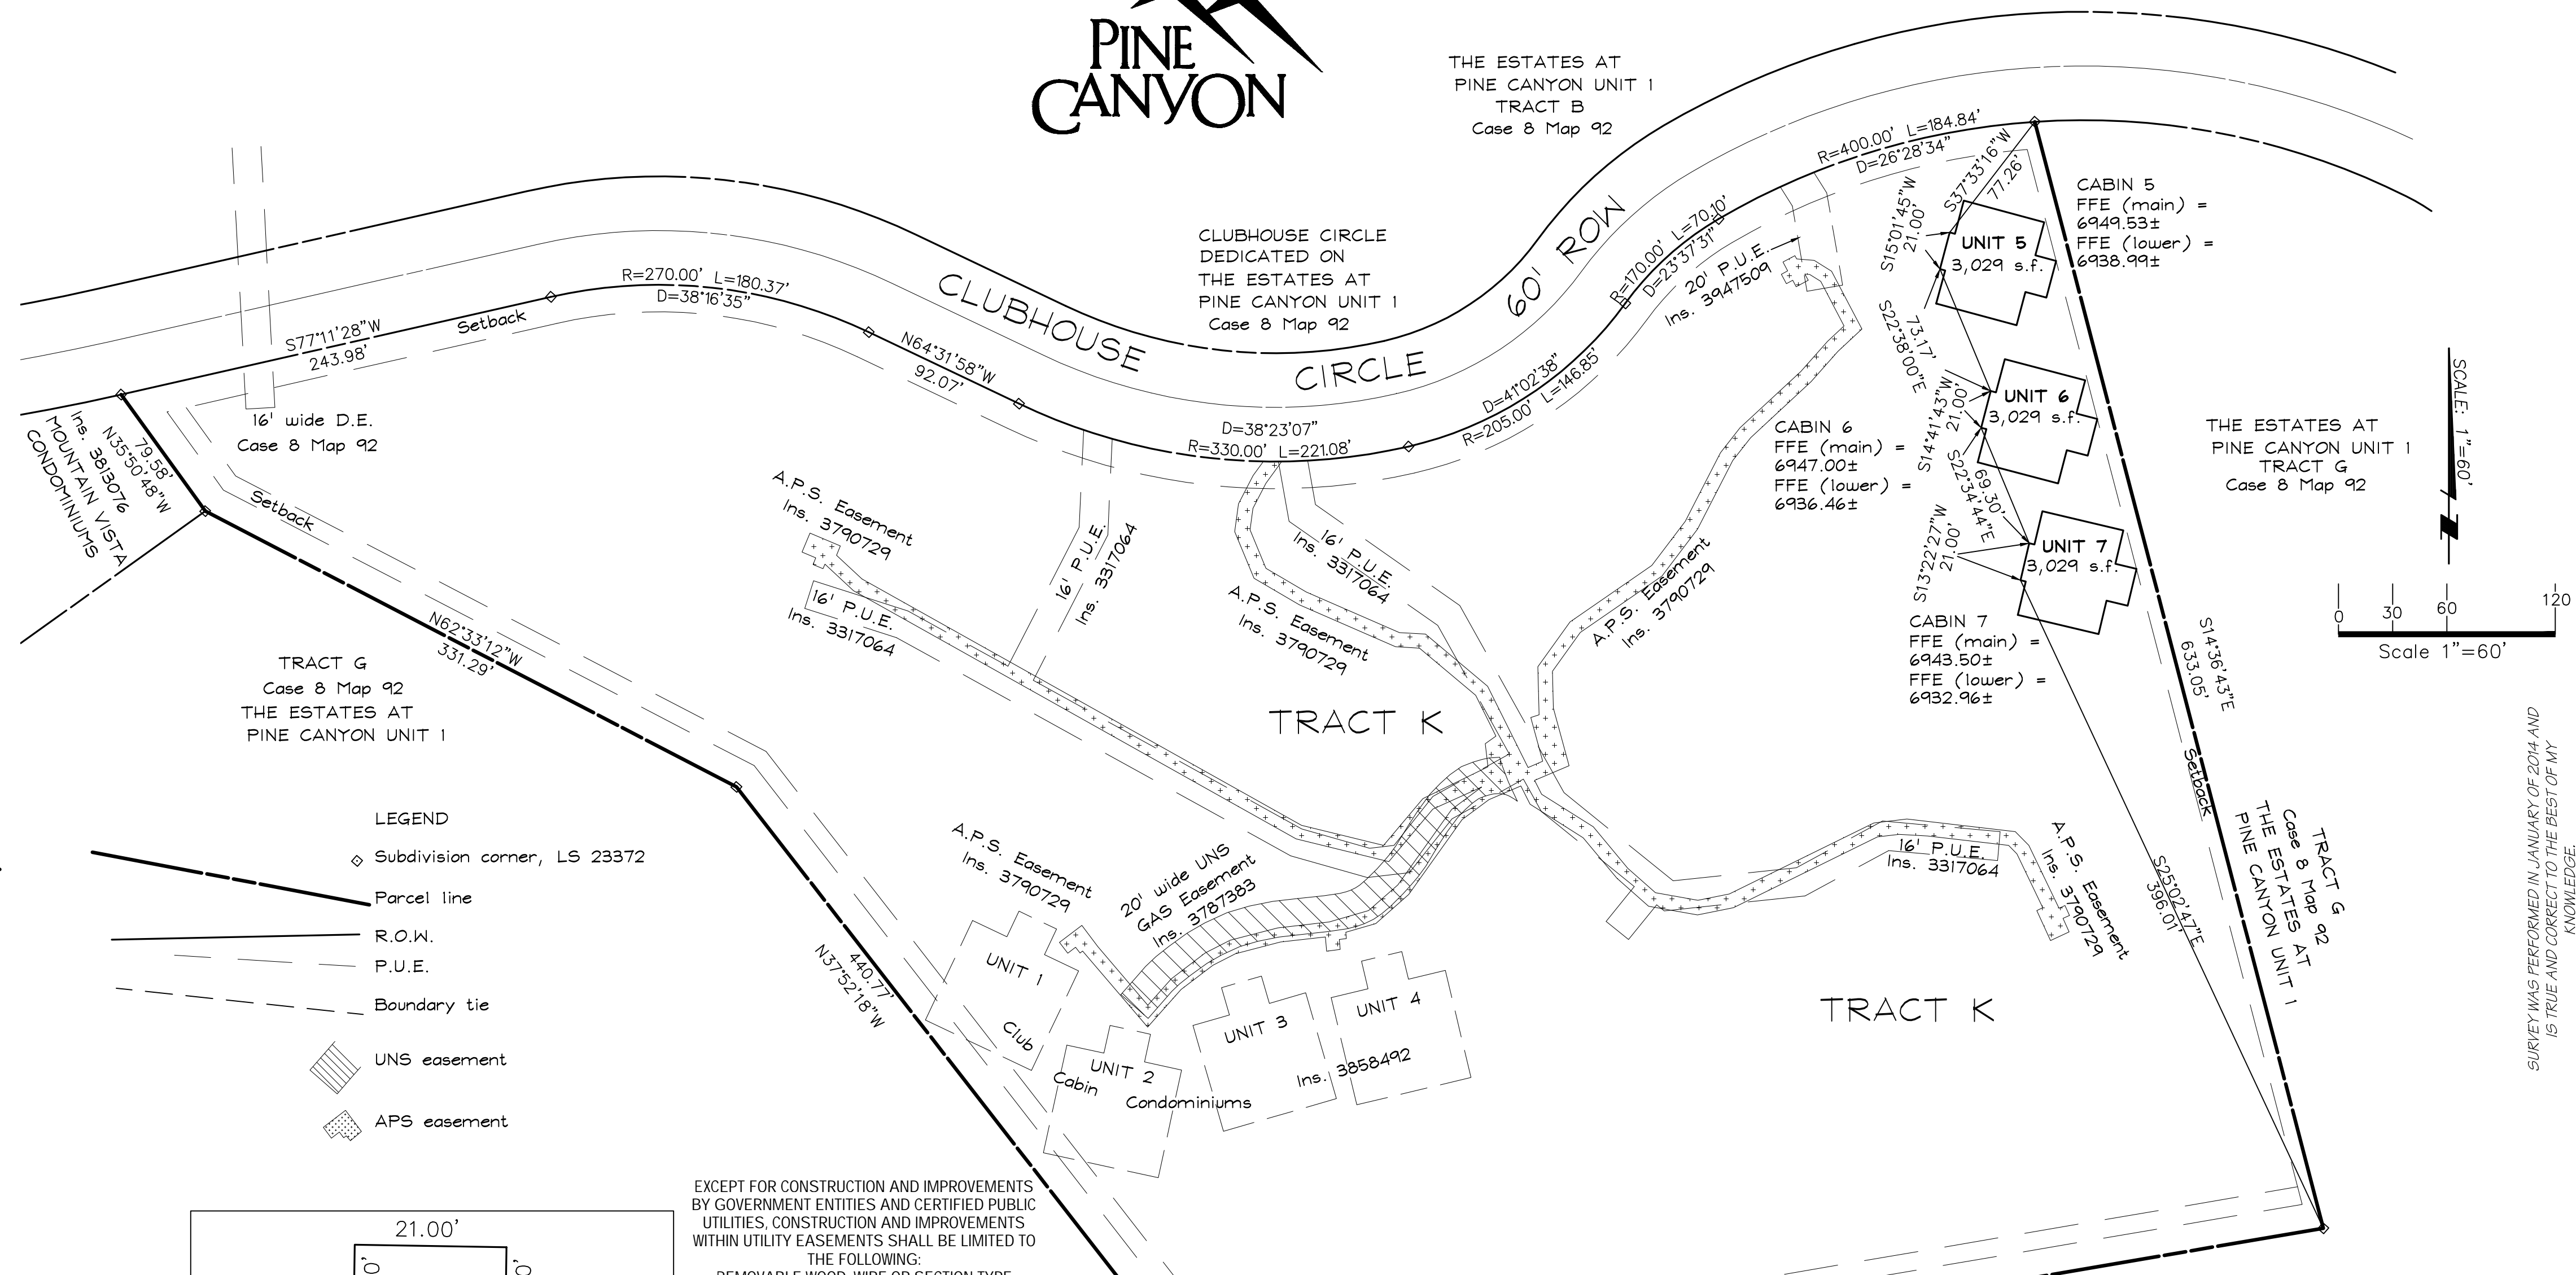 PINE
CANYON
THE ESTATES AT
PINE CANYON UNIT 1
TRACT B
Case 8 Map 92
CLUBHOUSE CIRCLE
DEDICATED ON
THE ESTATES AT
PINE CANYON UNIT 1
Case 8 Map 92
CLUBHOUSE
CIRCLE
60' ROW
S77°11'28"W
243.98'
Setback
R=270.00' L=180.37'
D=38°16'35"
N64°31'58"W
92.07'
D=38°23'07"
R=330.00' L=221.08'
D=41°02'38"
R=205.00' L=146.85'
R=170.00' L=70.10'
D=23°37'31"
R=400.00' L=184.84'
D=26°28'34"
20' P.U.E.
Ins. 3947509
S37°33'16"W
77.26'
S15°01'45"W
21.00'
UNIT 5
3,029 s.f.
CABIN 5
FFE (main) =
6949.53±
FFE (lower) =
6938.99±
73.17'
S22°38'00"E
S14°41'43"W
21.00'
UNIT 6
3,029 s.f.
CABIN 6
FFE (main) =
6947.00±
FFE (lower) =
6936.46±
69.30'
S22°34'44"E
S13°22'27"W
21.00'
UNIT 7
3,029 s.f.
CABIN 7
FFE (main) =
6943.50±
FFE (lower) =
6932.96±
THE ESTATES AT
PINE CANYON UNIT 1
TRACT G
Case 8 Map 92
SCALE: 1"=60'
0 30 60 120
Scale 1"=60'
S14°36'43"E
633.05'
Setback
TRACT G
Case 8 Map 92
THE ESTATES AT
PINE CANYON UNIT 1
S25°02'47"E
396.01'
SURVEY WAS PERFORMED IN JANUARY OF 2014 AND
IS TRUE AND CORRECT TO THE BEST OF MY
KNOWLEDGE.
79.58'
N35°50'48"W
Ins. 3813076
MOUNTAIN VISTA
CONDOMINIUMS
16' wide D.E.
Case 8 Map 92
Setback
N62°33'12"W
331.29'
TRACT G
Case 8 Map 92
THE ESTATES AT
PINE CANYON UNIT 1
A.P.S. Easement
Ins. 3790729
16' P.U.E.
Ins. 3317064
16' P.U.E.
Ins. 3317064
16' P.U.E.
Ins. 3317064
A.P.S. Easement
Ins. 3790729
A.P.S. Easement
Ins. 3790729
TRACT K
TRACT K
16' P.U.E.
Ins. 3317064
A.P.S. Easement
Ins. 3790729
A.P.S. Easement
Ins. 3790729
20' wide UNS
GAS Easement
Ins. 3787383
440.77'
N37°52'18"W
UNIT 1
UNIT 2
UNIT 3
UNIT 4
Club
Cabin
Condominiums
Ins. 3858492
LEGEND
Subdivision corner, LS 23372
Parcel line
R.O.W.
P.U.E.
Boundary tie
UNS easement
APS easement
21.00'
EXCEPT FOR CONSTRUCTION AND IMPROVEMENTS
BY GOVERNMENT ENTITIES AND CERTIFIED PUBLIC
UTILITIES, CONSTRUCTION AND IMPROVEMENTS
WITHIN UTILITY EASEMENTS SHALL BE LIMITED TO
THE FOLLOWING:
REMOVABLE WOOD, WIRE OR SECTION TYPE